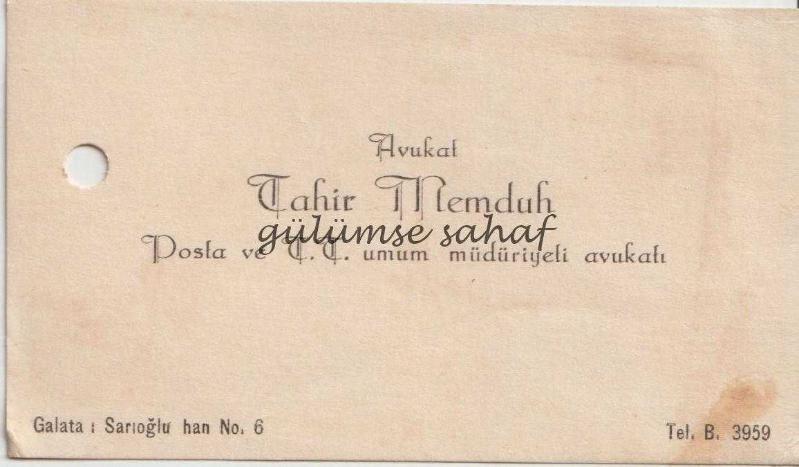 Avukat
Tahir Memduh
gülümse sahaf
Posta ve T. T. umum müdüriyeti avukatı
Galata : Sarıoğlu han No. 6
Tel. B. 3959